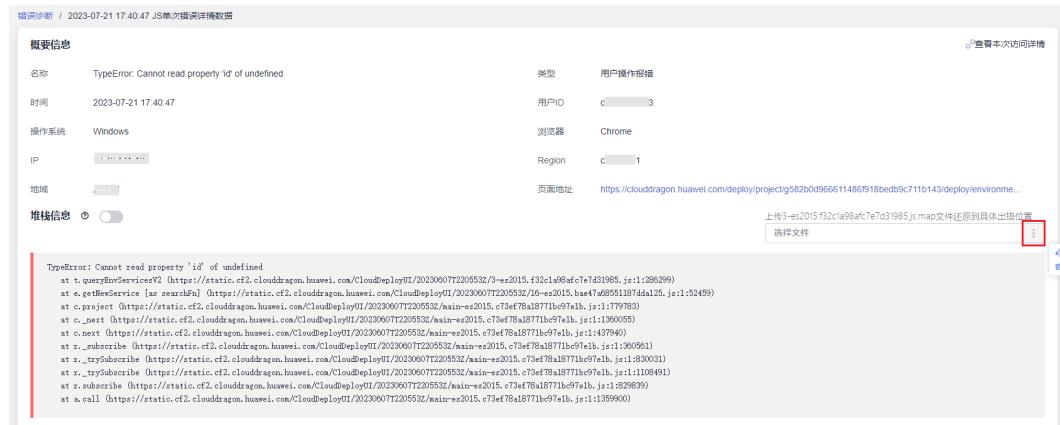 错误诊断 / 2023-07-21 17:40:47 JS单次错误详情数据
概要信息
查看本次访问详情
名称 TypeError: Cannot read property 'id' of undefined 类型 用户操作报错
时间 2023-07-21 17:40:47 用户ID c 3
操作系统 Windows 浏览器 Chrome
IP Region c 1
地域 页面地址 https://clouddragon.huawei.com/deploy/project/g582b0d966611486f918bedb9c711b143/deploy/environme...
堆栈信息 上传3-es2015.f32c1a98afc7e7d31985.js.map文件还原到具体出错位置
选择文件
TypeError: Cannot read property 'id' of undefined
at t.queryEnvServicesV2 (https://static.cf2.clouddragon.huawei.com/CloudDeployUI/20230607T220553Z/3-es2015.f32c1a98afc7e7d31985.js:1:286299)
at e.getNewService [as searchFn] (https://static.cf2.clouddragon.huawei.com/CloudDeployUI/20230607T220553Z/16-es2015.bae47a68551187dda125.js:1:52459)
at c.project (https://static.cf2.clouddragon.huawei.com/CloudDeployUI/20230607T220553Z/main-es2015.c73ef78a18771bc97e1b.js:1:779783)
at c._next (https://static.cf2.clouddragon.huawei.com/CloudDeployUI/20230607T220553Z/main-es2015.c73ef78a18771bc97e1b.js:1:1360055)
at c.next (https://static.cf2.clouddragon.huawei.com/CloudDeployUI/20230607T220553Z/main-es2015.c73ef78a18771bc97e1b.js:1:437940)
at r._subscribe (https://static.cf2.clouddragon.huawei.com/CloudDeployUI/20230607T220553Z/main-es2015.c73ef78a18771bc97e1b.js:1:360561)
at r._trySubscribe (https://static.cf2.clouddragon.huawei.com/CloudDeployUI/20230607T220553Z/main-es2015.c73ef78a18771bc97e1b.js:1:830031)
at r._trySubscribe (https://static.cf2.clouddragon.huawei.com/CloudDeployUI/20230607T220553Z/main-es2015.c73ef78a18771bc97e1b.js:1:1108491)
at r.subscribe (https://static.cf2.clouddragon.huawei.com/CloudDeployUI/20230607T220553Z/main-es2015.c73ef78a18771bc97e1b.js:1:829839)
at a.call (https://static.cf2.clouddragon.huawei.com/CloudDeployUI/20230607T220553Z/main-es2015.c73ef78a18771bc97e1b.js:1:1359900)